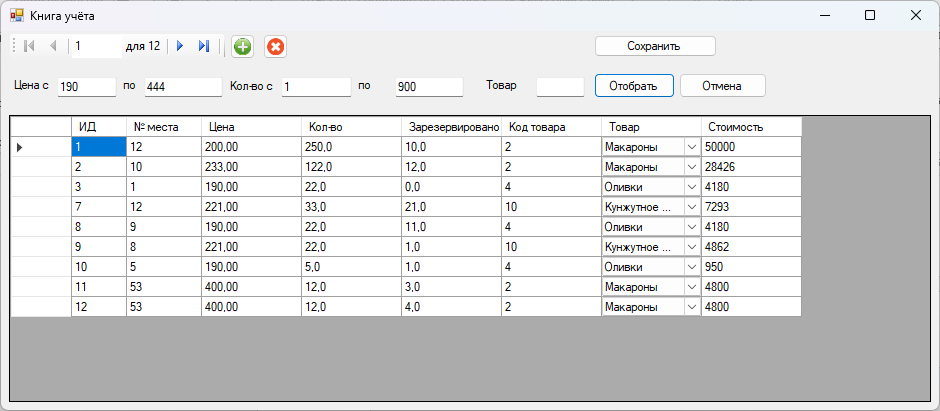 Книга учёта
1 для 12 Сохранить
Цена с 190 по 444 Кол-во с 1 по 900 Товар Отобрать Отмена
ИД № места Цена Кол-во Зарезервировано Код товара Товар Стоимость
1 12 200,00 250,0 10,0 2 Макароны 50000
2 10 233,00 122,0 12,0 2 Макароны 28426
3 1 190,00 22,0 0,0 4 Оливки 4180
7 12 221,00 33,0 21,0 10 Кунжутное ... 7293
8 9 190,00 22,0 11,0 4 Оливки 4180
9 8 221,00 22,0 1,0 10 Кунжутное ... 4862
10 5 190,00 5,0 1,0 4 Оливки 950
11 53 400,00 12,0 3,0 2 Макароны 4800
12 53 400,00 12,0 4,0 2 Макароны 4800